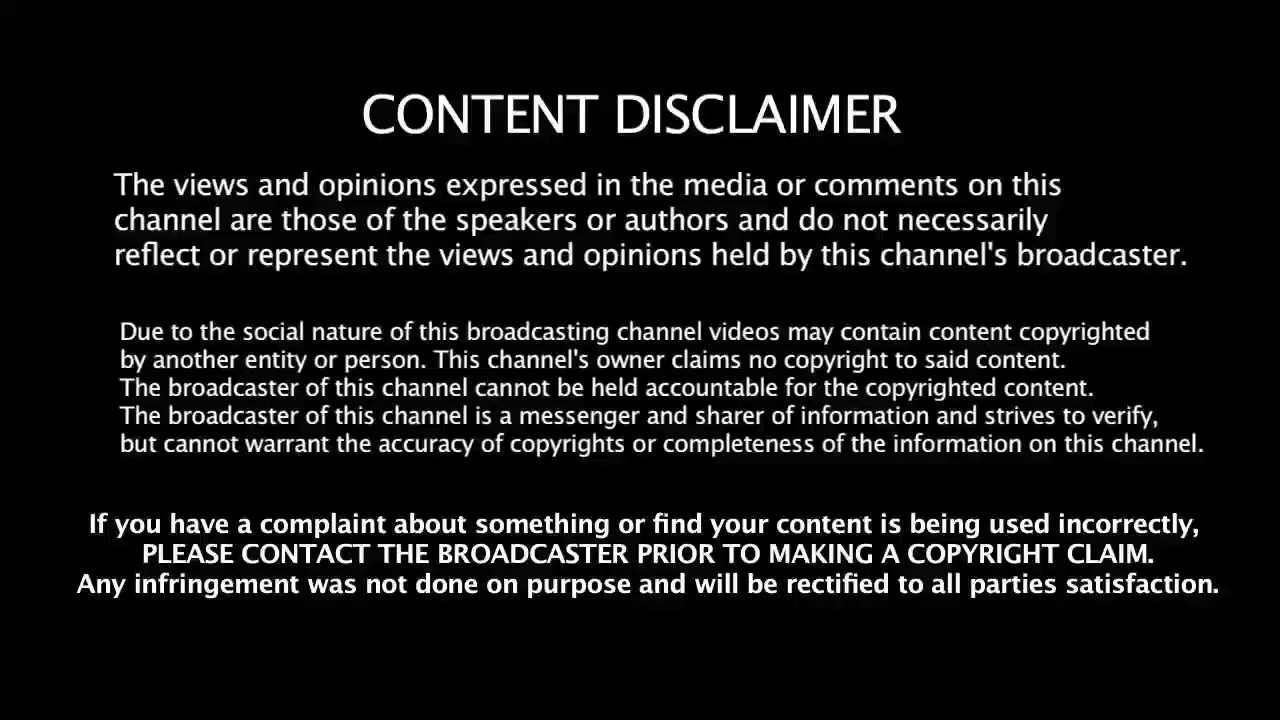 CONTENT DISCLAIMER
The views and opinions expressed in the media or comments on this
channel are those of the speakers or authors and do not necessarily
reflect or represent the views and opinions held by this channel's broadcaster.
Due to the social nature of this broadcasting channel videos may contain content copyrighted
by another entity or person. This channel's owner claims no copyright to said content.
The broadcaster of this channel cannot be held accountable for the copyrighted content.
The broadcaster of this channel is a messenger and sharer of information and strives to verify,
but cannot warrant the accuracy of copyrights or completeness of the information on this channel.
If you have a complaint about something or find your content is being used incorrectly,
PLEASE CONTACT THE BROADCASTER PRIOR TO MAKING A COPYRIGHT CLAIM.
Any infringement was not done on purpose and will be rectified to all parties satisfaction.